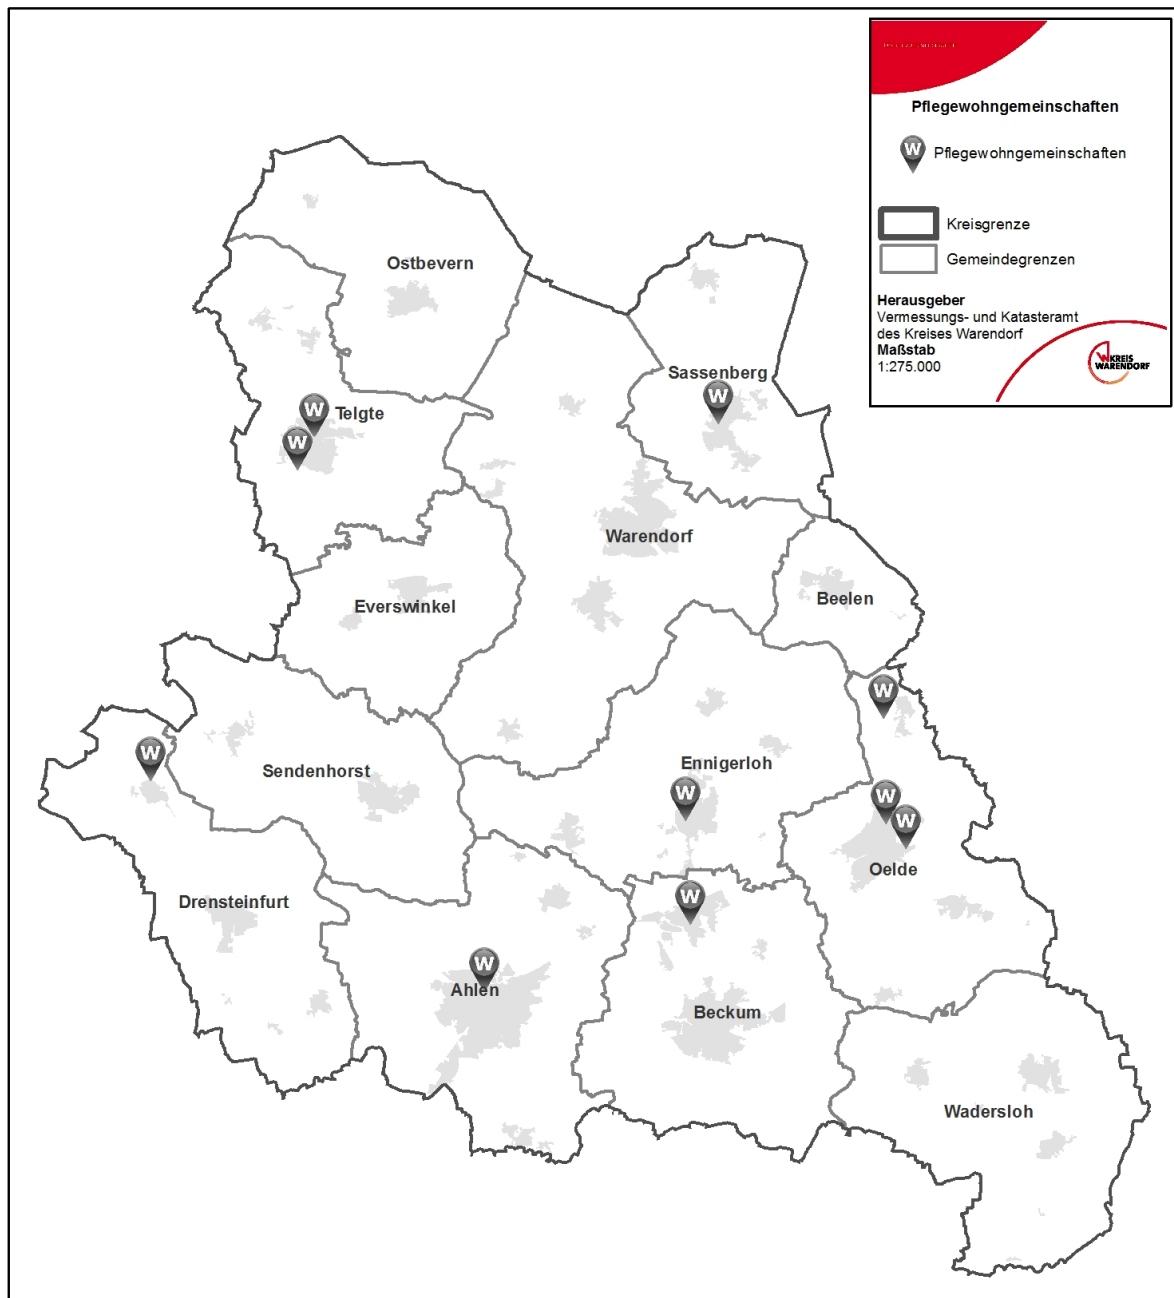 Pflegewohngemeinschaften
W Pflegewohngemeinschaften
Kreisgrenze
Gemeindegrenzen
Herausgeber
Vermessungs- und Katasteramt
des Kreises Warendorf
Maßstab
1:275.000
KREIS
WARENDORF
Ostbevern
Sassenberg
W
W
Telgte
W
Warendorf
Beelen
Everswinkel
W
W
Sendenhorst
Ennigerloh
W
W
W
Oelde
W
Drensteinfurt
W
Ahlen
Beckum
Wadersloh